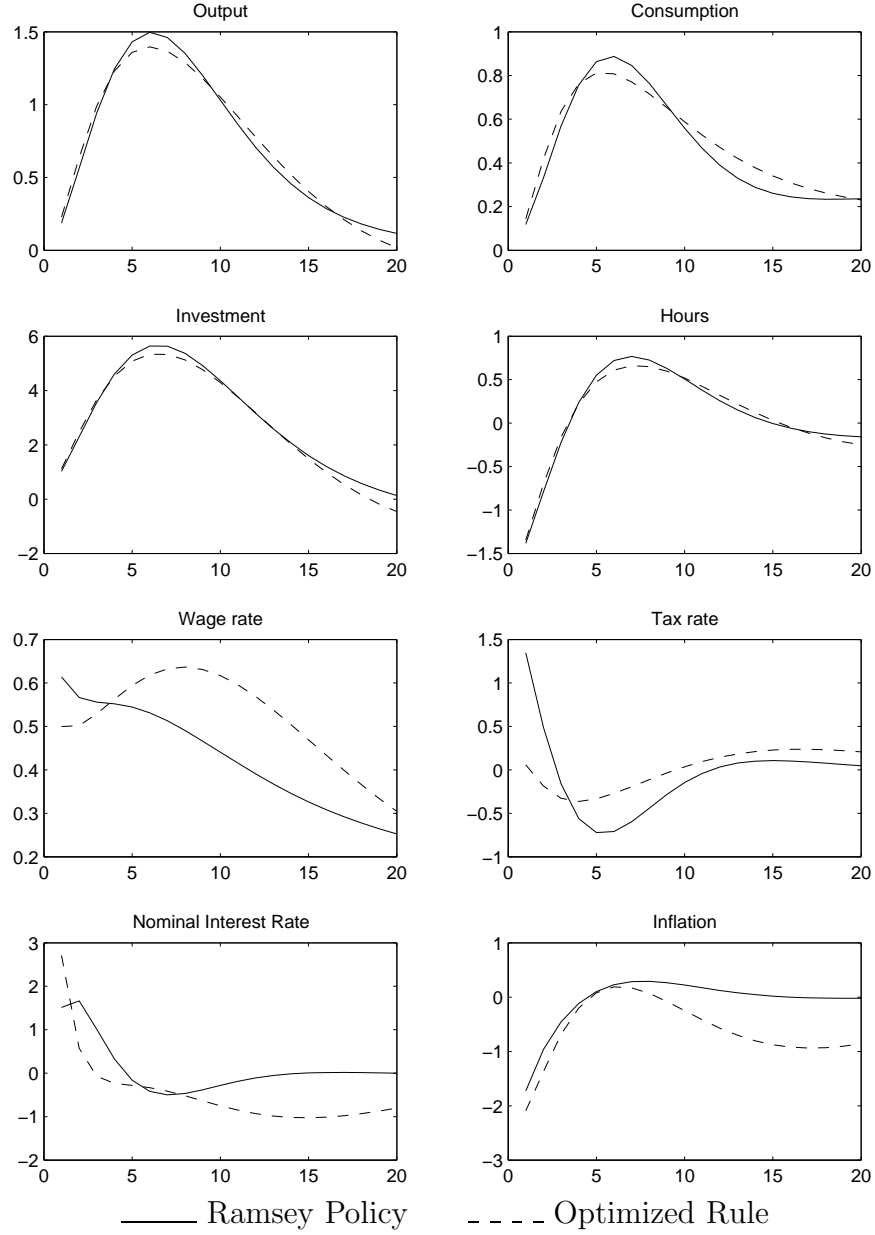 Output
1.5
1
0.5
0
0 5 10 15 20
Consumption
1
0.8
0.6
0.4
0.2
0
0 5 10 15 20
Investment
6
4
2
0
−2
0 5 10 15 20
Hours
1
0.5
0
−0.5
−1
−1.5
0 5 10 15 20
Wage rate
0.7
0.6
0.5
0.4
0.3
0.2
0 5 10 15 20
Tax rate
1.5
1
0.5
0
−0.5
−1
0 5 10 15 20
Nominal Interest Rate
3
2
1
0
−1
−2
0 5 10 15 20
Inflation
1
0
−1
−2
−3
0 5 10 15 20
Ramsey Policy
Optimized Rule